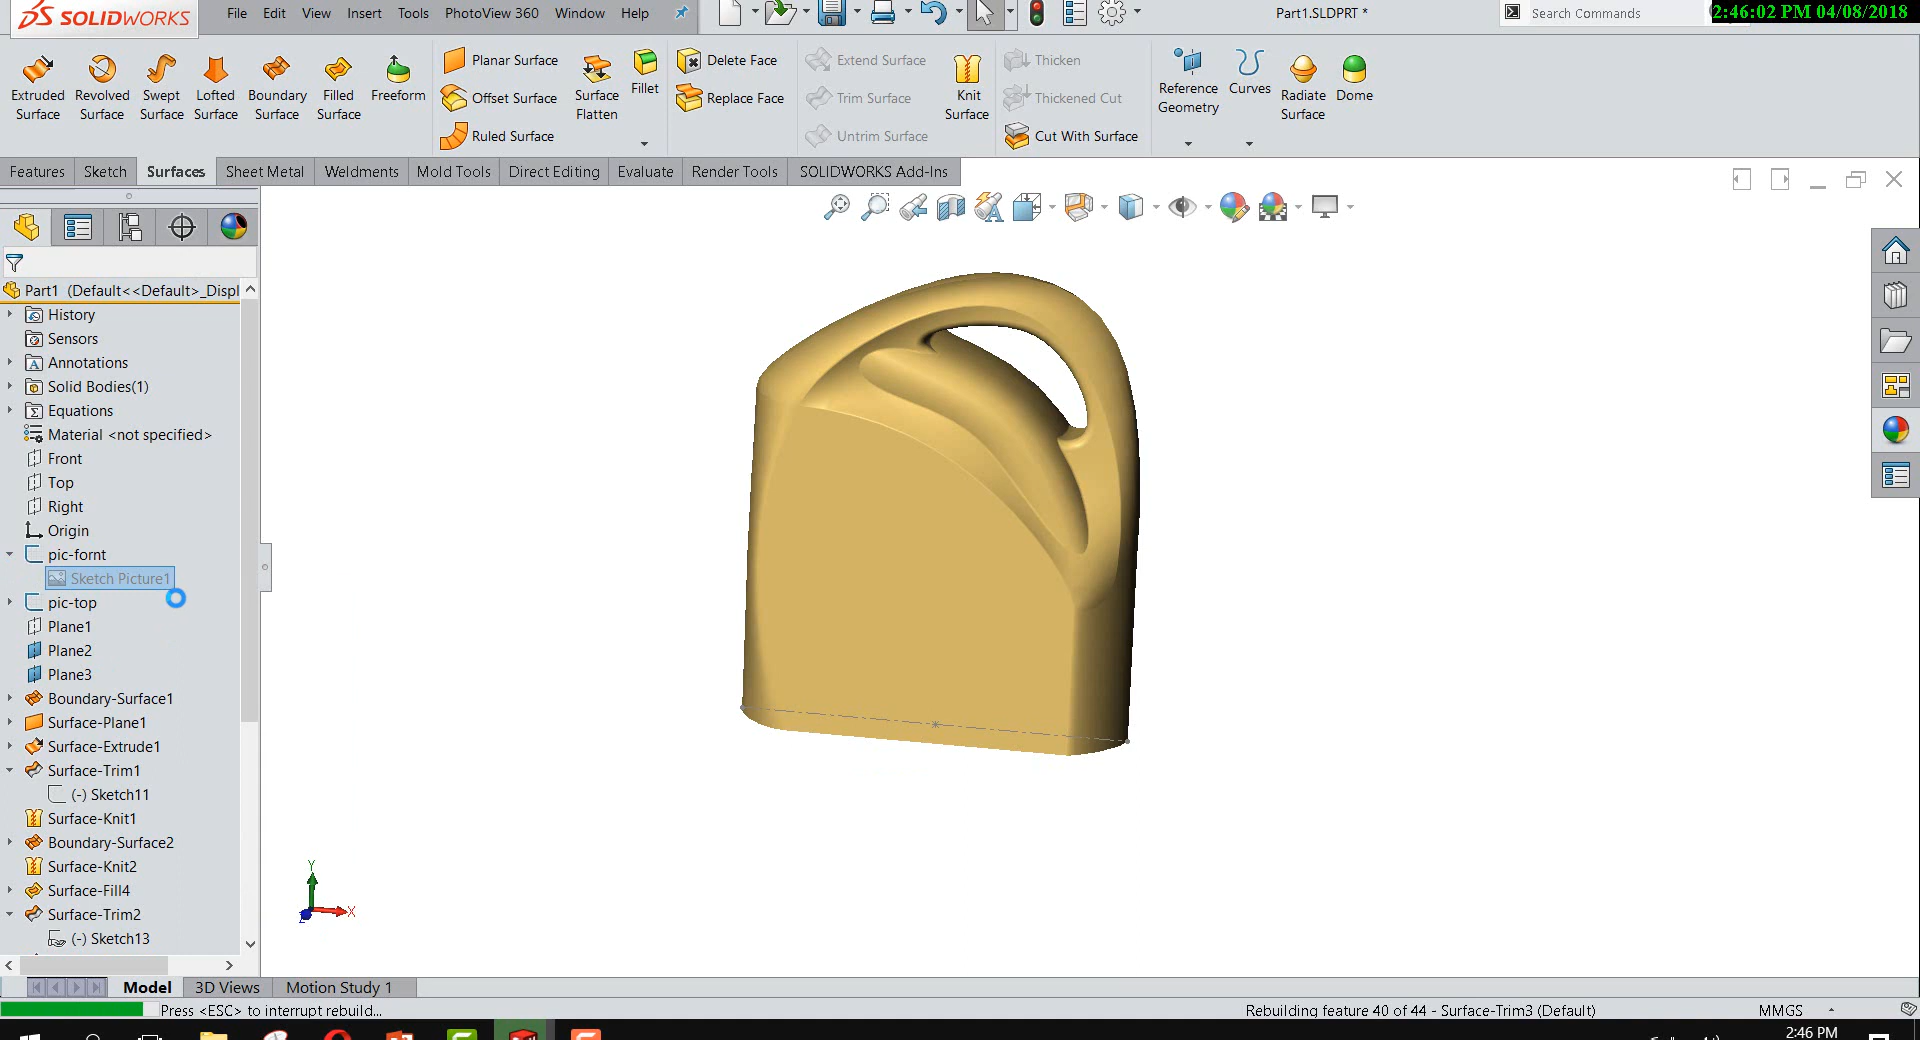 SOLIDWORKS
File Edit View Insert Tools PhotoView 360 Window Help
Part1.SLDPRT *
Search Commands
2:46:02 PM 04/08/2018
Extruded Surface
Revolved Surface
Swept Surface
Lofted Surface
Boundary Surface
Filled Surface
Freeform
Planar Surface
Offset Surface
Ruled Surface
Surface Flatten
Fillet
Delete Face
Replace Face
Extend Surface
Trim Surface
Untrim Surface
Knit Surface
Thicken
Thickened Cut
Cut With Surface
Reference Geometry
Curves
Radiate Surface
Dome
Features Sketch Surfaces Sheet Metal Weldments Mold Tools Direct Editing Evaluate Render Tools SOLIDWORKS Add-Ins
Part1 (Default<<Default>_Displ
History
Sensors
Annotations
Solid Bodies(1)
Equations
Material <not specified>
Front
Top
Right
Origin
pic-fornt
Sketch Picture1
pic-top
Plane1
Plane2
Plane3
Boundary-Surface1
Surface-Plane1
Surface-Extrude1
Surface-Trim1
(-) Sketch11
Surface-Knit1
Boundary-Surface2
Surface-Knit2
Surface-Fill4
Surface-Trim2
(-) Sketch13
Y
X
Z
Model 3D Views Motion Study 1
Press <ESC> to interrupt rebuild...
Rebuilding feature 40 of 44 - Surface-Trim3 (Default)
MMGS
2:46 PM